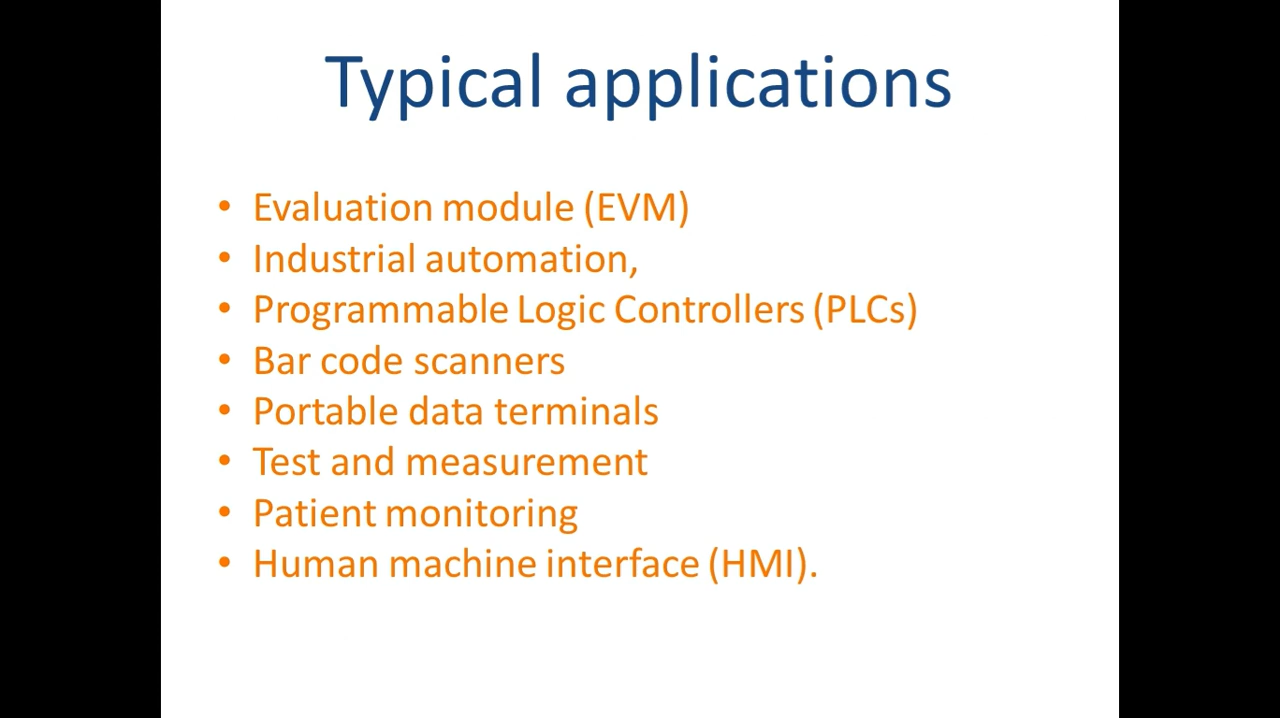 Typical applications
• Evaluation module (EVM)
• Industrial automation,
• Programmable Logic Controllers (PLCs)
• Bar code scanners
• Portable data terminals
• Test and measurement
• Patient monitoring
• Human machine interface (HMI).